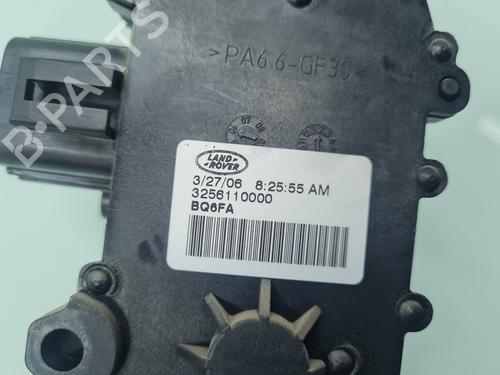 >PA6.6-GF30<
LAND-
ROVER
3/27/06 8:25:55 AM
3256110000
BQ6FA
B-PARTS